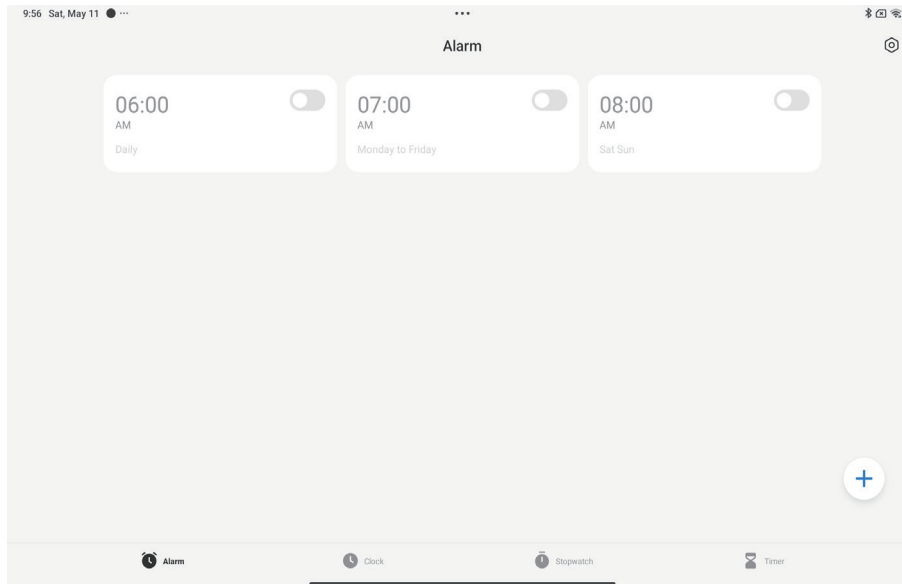 9:56 Sat, May 11 ···
Alarm
06:00
AM
Daily
07:00
AM
Monday to Friday
08:00
AM
Sat Sun
Alarm
Clock
Stopwatch
Timer